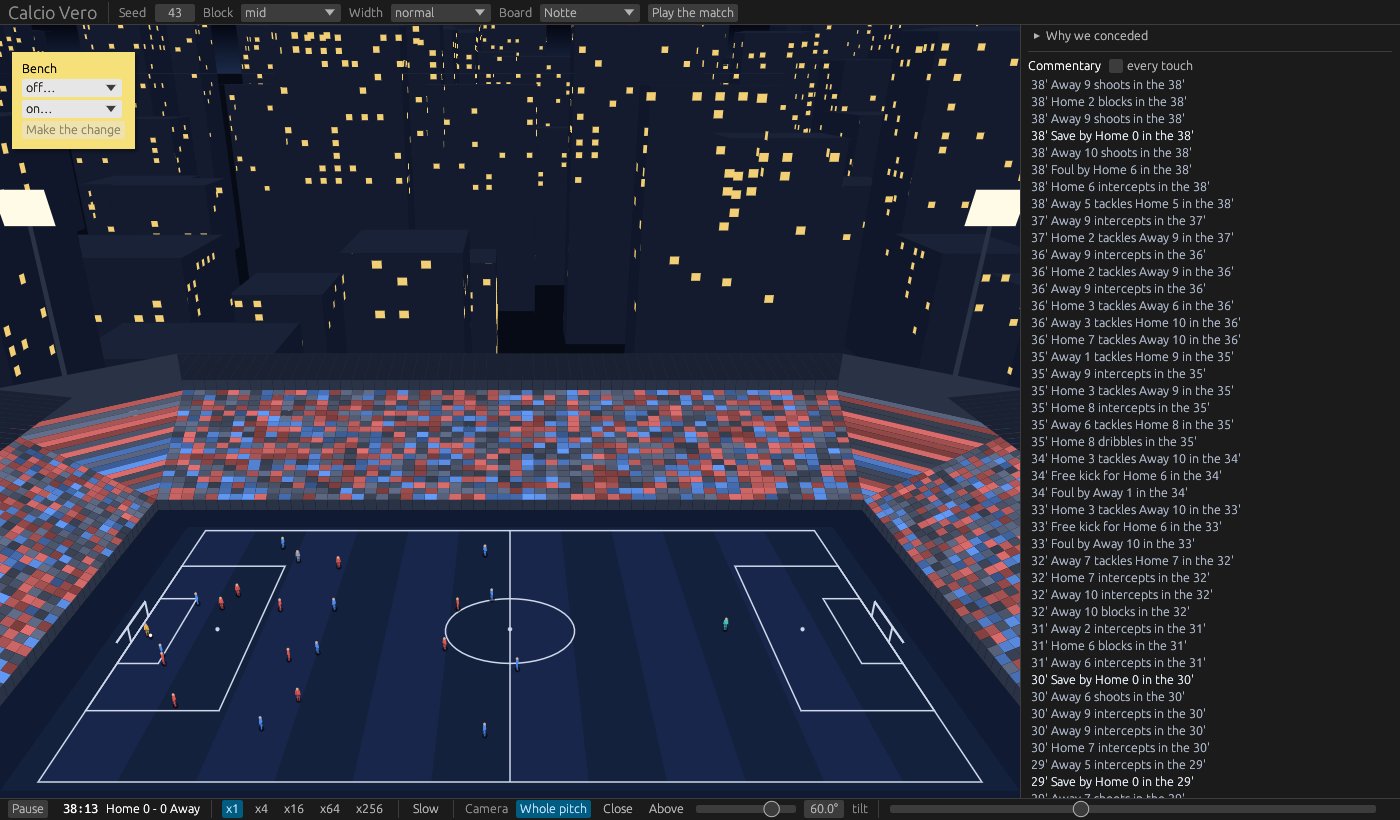 Calcio Vero Seed 43 Block mid Width normal Board Notte Play the match
Bench
off...
on...
Make the change
▸ Why we conceded
Commentary every touch
38' Away 9 shoots in the 38'
38' Home 2 blocks in the 38'
38' Away 9 shoots in the 38'
38' Save by Home 0 in the 38'
38' Away 10 shoots in the 38'
38' Foul by Home 6 in the 38'
38' Home 6 intercepts in the 38'
38' Away 5 tackles Home 5 in the 38'
37' Away 9 intercepts in the 37'
37' Home 2 tackles Away 9 in the 37'
36' Away 9 intercepts in the 36'
36' Home 2 tackles Away 9 in the 36'
36' Away 9 intercepts in the 36'
36' Home 3 tackles Away 6 in the 36'
36' Away 3 tackles Home 10 in the 36'
36' Home 7 tackles Away 10 in the 36'
35' Away 1 tackles Home 9 in the 35'
35' Away 9 intercepts in the 35'
35' Home 3 tackles Away 9 in the 35'
35' Home 8 intercepts in the 35'
35' Away 6 tackles Home 8 in the 35'
35' Home 8 dribbles in the 35'
34' Home 3 tackles Away 10 in the 34'
34' Free kick for Home 6 in the 34'
34' Foul by Away 1 in the 34'
33' Home 3 tackles Away 10 in the 33'
33' Free kick for Home 6 in the 33'
33' Foul by Away 10 in the 33'
32' Away 7 tackles Home 7 in the 32'
32' Home 7 intercepts in the 32'
32' Away 10 intercepts in the 32'
32' Away 10 blocks in the 32'
31' Away 2 intercepts in the 31'
31' Home 6 blocks in the 31'
31' Away 6 intercepts in the 31'
30' Save by Home 0 in the 30'
30' Away 6 shoots in the 30'
30' Away 9 intercepts in the 30'
30' Away 9 intercepts in the 30'
30' Home 7 intercepts in the 30'
29' Away 5 intercepts in the 29'
29' Save by Home 0 in the 29'
29' Away 7 shoots in the 29'
Pause 38:13 Home 0 - 0 Away x1 x4 x16 x64 x256 Slow Camera Whole pitch Close Above 60.0° tilt